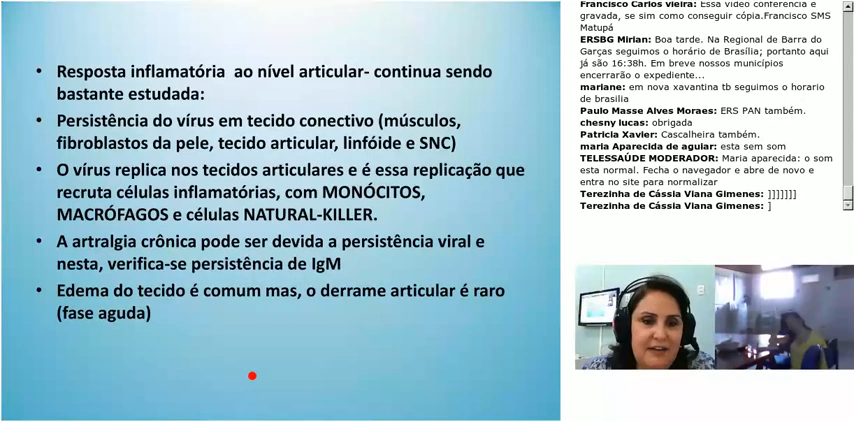 • Resposta inflamatória ao nível articular- continua sendo
bastante estudada:
• Persistência do vírus em tecido conectivo (músculos,
fibroblastos da pele, tecido articular, linfóide e SNC)
• O vírus replica nos tecidos articulares e é essa replicação que
recruta células inflamatórias, com MONÓCITOS,
MACRÓFAGOS e células NATURAL-KILLER.
• A artralgia crônica pode ser devida a persistência viral e
nesta, verifica-se persistência de IgM
• Edema do tecido é comum mas, o derrame articular é raro
(fase aguda)
Francisco Carlos vieira: Essa vídeo conferencia é
gravada, se sim como conseguir cópia.Francisco SMS
Matupá
ERSBG Mirian: Boa tarde. Na Regional de Barra do
Garças seguimos o horário de Brasília; portanto aqui
já são 16:38h. Em breve nossos municípios
encerrarão o expediente...
mariane: em nova xavantina tb seguimos o horario
de brasilia
Paulo Masse Alves Moraes: ERS PAN também.
chesny lucas: obrigada
Patricia Xavier: Cascalheira também.
maria Aparecida de aguiar: esta sem som
TELESSAÚDE MODERADOR: Maria aparecida: o som
esta normal. Fecha o navegador e abre de novo e
entra no site para normalizar
Terezinha de Cássia Viana Gimenes: ]]]]]]]
Terezinha de Cássia Viana Gimenes: ]